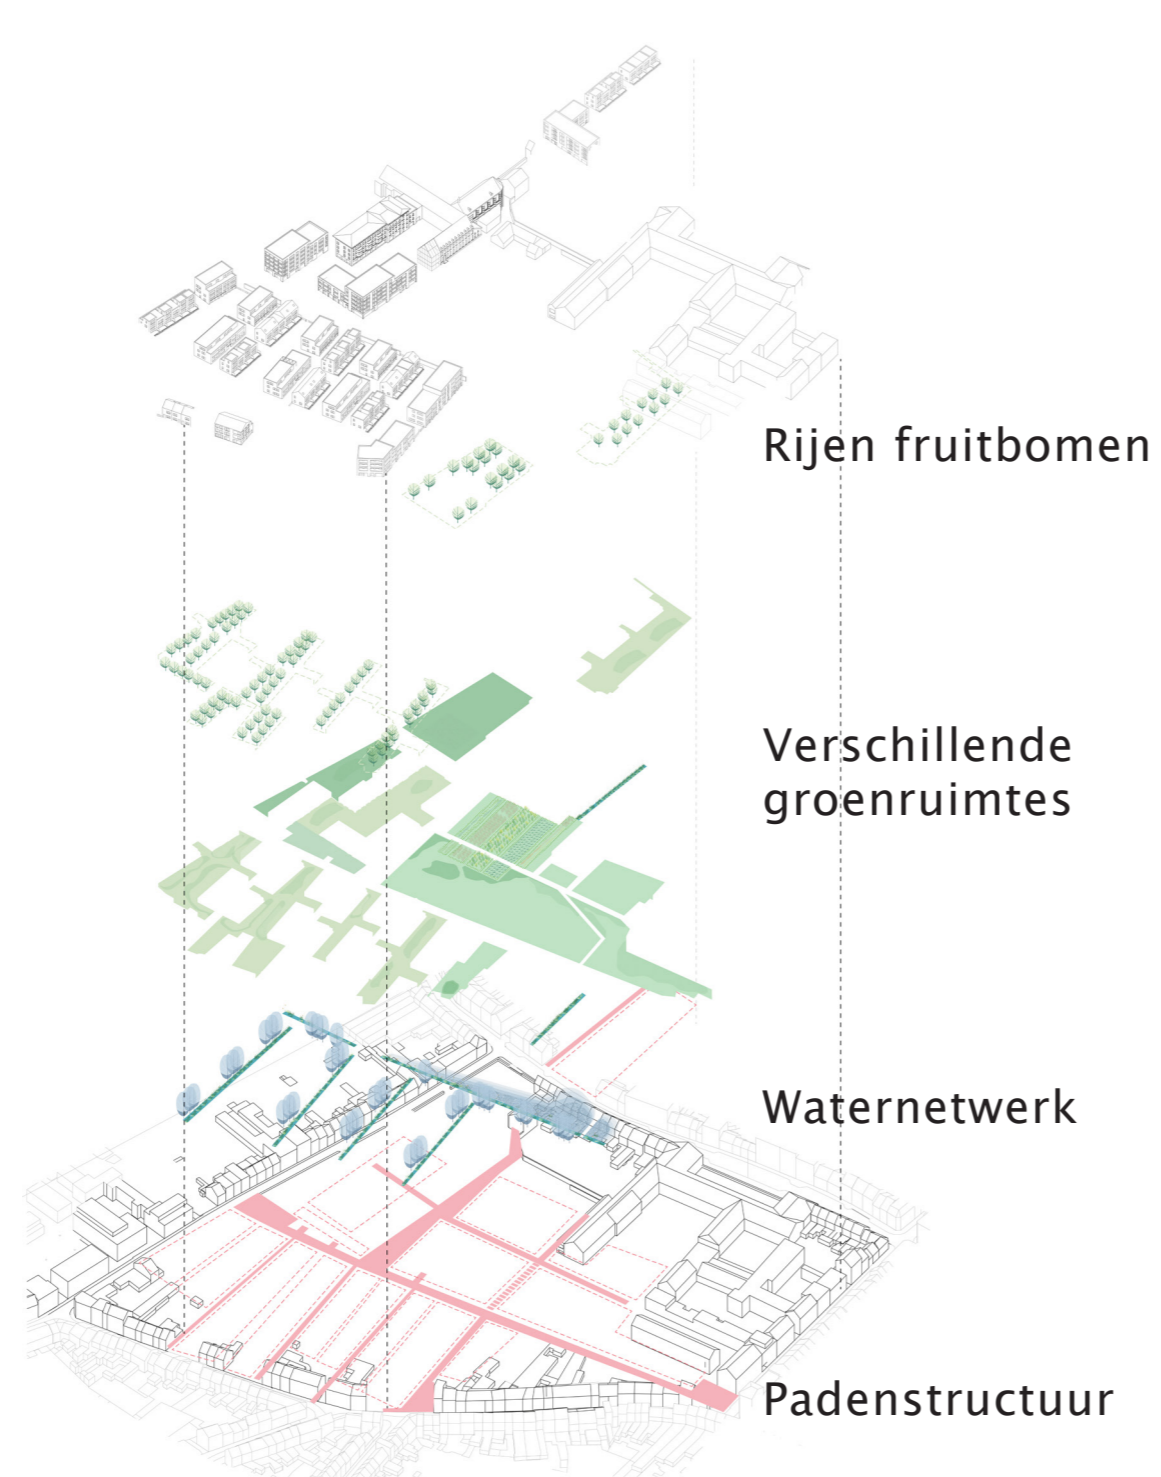 Rijen fruitbomen
Verschillende
groenruimtes
Waternetwerk
Padenstructuur